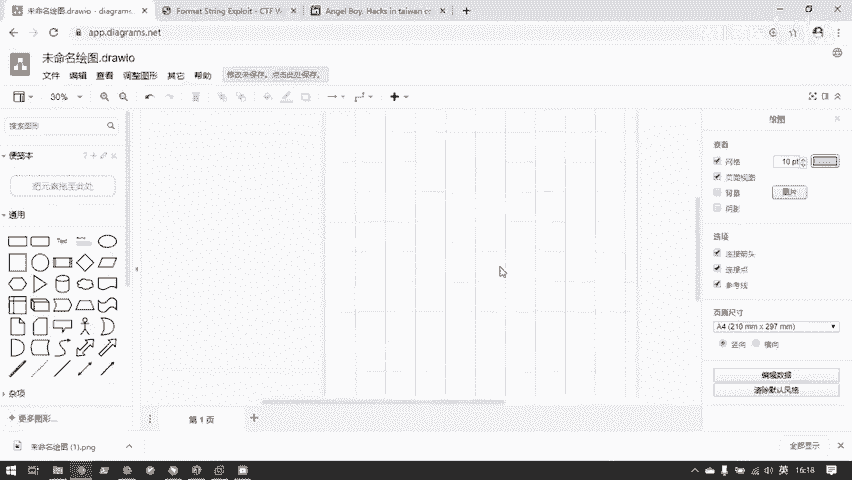 未命名绘图.drawio - diagrams.
Format String Exploit - CTF W
Angel Boy. Hacks in taiwan c
app.diagrams.net
未命名绘图.drawio
文件 编辑 查看 调整图形 其它 帮助
修改未保存。点击此处保存。
30%
搜索图形
便笺本
把元素拖至此处
通用
Text
杂项
更多图形...
第 1 页
绘图
网格
10 pt
页面视图
背景
图片
阴影
连接箭头
连接点
参考线
页面尺寸
A4 (210 mm x 297 mm)
竖向 横向
编辑数据
清除默认风格
未命名绘图 (1).png
全部显示
英 16:18